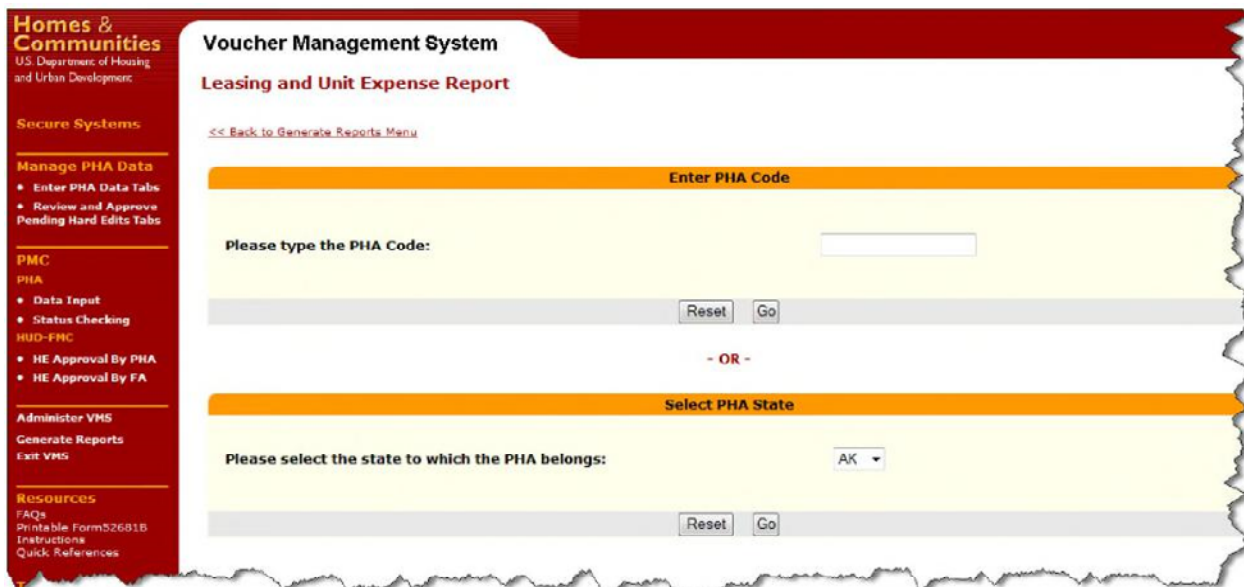 Homes &
Communities
U.S. Department of Housing
and Urban Development
Secure Systems
Manage PHA Data
• Enter PHA Data Tabs
• Review and Approve
Pending Hard Edits Tabs
PMC
PHA
• Data Input
• Status Checking
HUD-FMC
• HE Approval By PHA
• HE Approval By FA
Administer VMS
Generate Reports
Exit VMS
Resources
FAQs
Printable Form52681B
Instructions
Quick References
Voucher Management System
Leasing and Unit Expense Report
<< Back to Generate Reports Menu
Enter PHA Code
Please type the PHA Code:
Reset Go
- OR -
Select PHA State
Please select the state to which the PHA belongs: AK
Reset Go